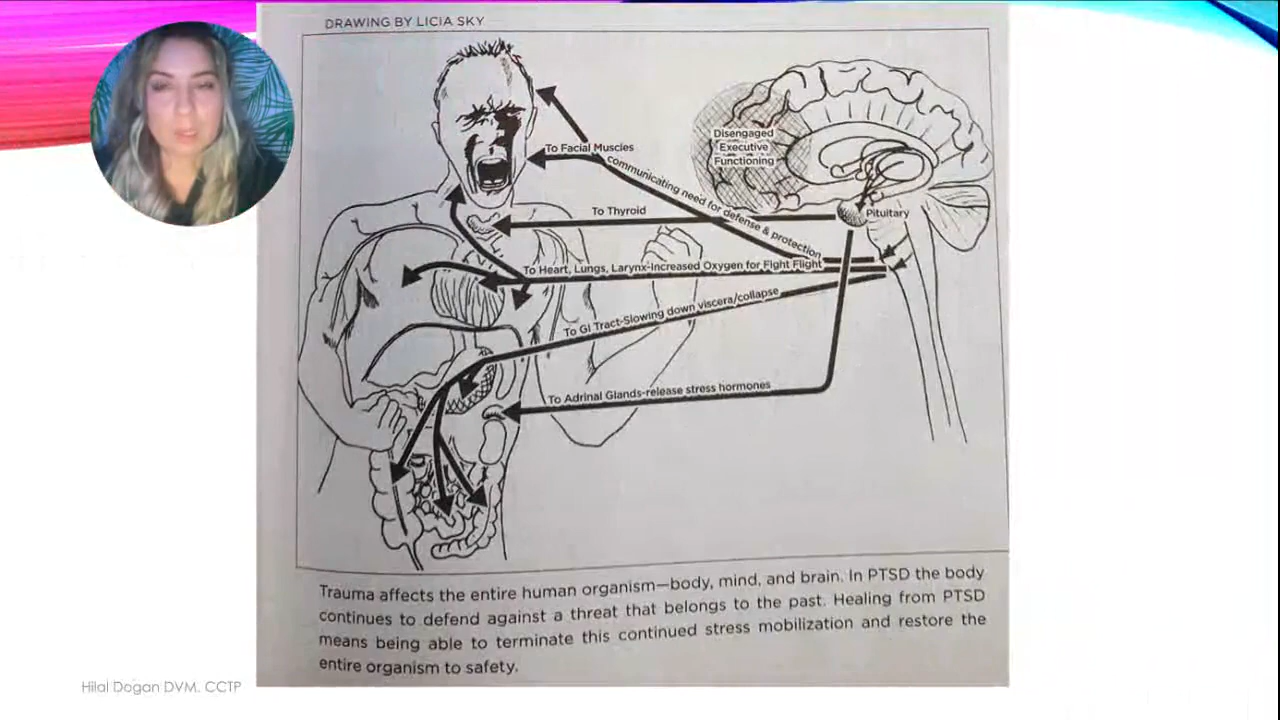 DRAWING BY LICIA SKY
Disengaged
Executive
Functioning
To Facial Muscles
communicating need for defense & protection
To Thyroid
Pituitary
To Heart, Lungs, Larynx-Increased Oxygen for Fight Flight
To GI Tract-Slowing down viscera/collapse
To Adrinal Glands-release stress hormones
Trauma affects the entire human organism—body, mind, and brain. In PTSD the body
continues to defend against a threat that belongs to the past. Healing from PTSD
means being able to terminate this continued stress mobilization and restore the
entire organism to safety.
Hilal Dogan DVM. CCTP